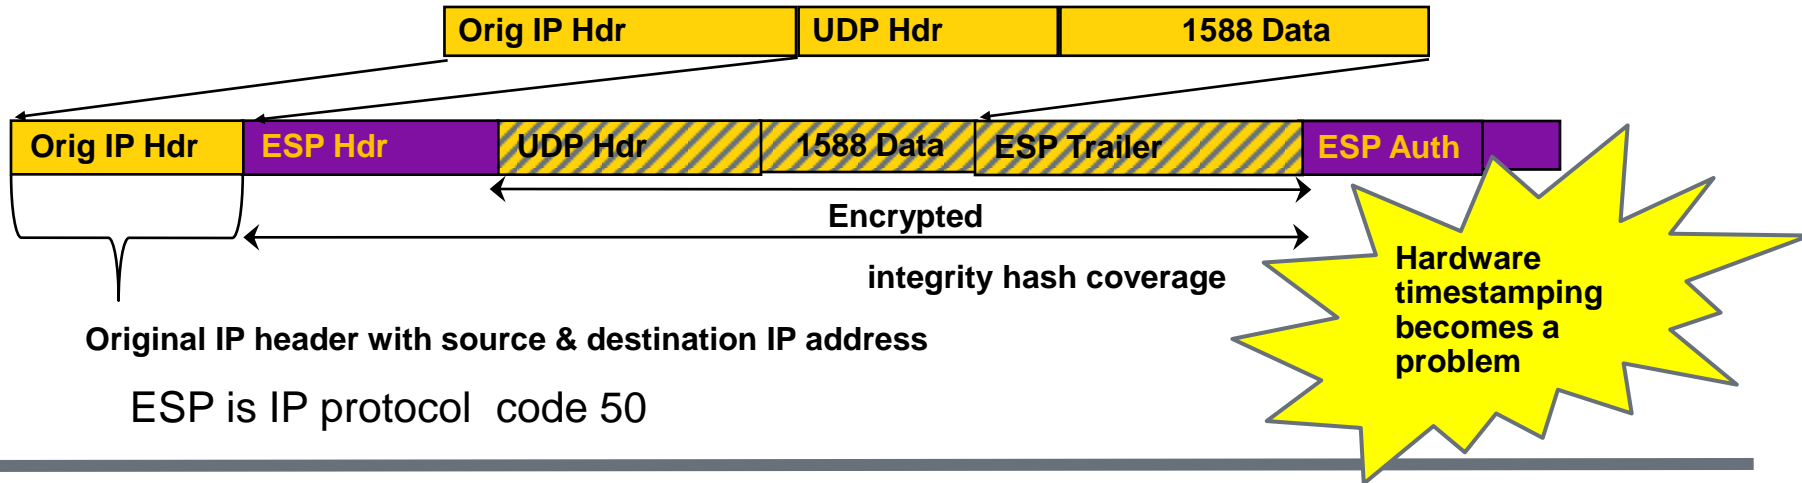 Orig IP Hdr UDP Hdr 1588 Data
Orig IP Hdr ESP Hdr UDP Hdr 1588 Data ESP Trailer ESP Auth
Encrypted
integrity hash coverage
Original IP header with source & destination IP address
ESP is IP protocol code 50
Hardware
timestamping
becomes a
problem